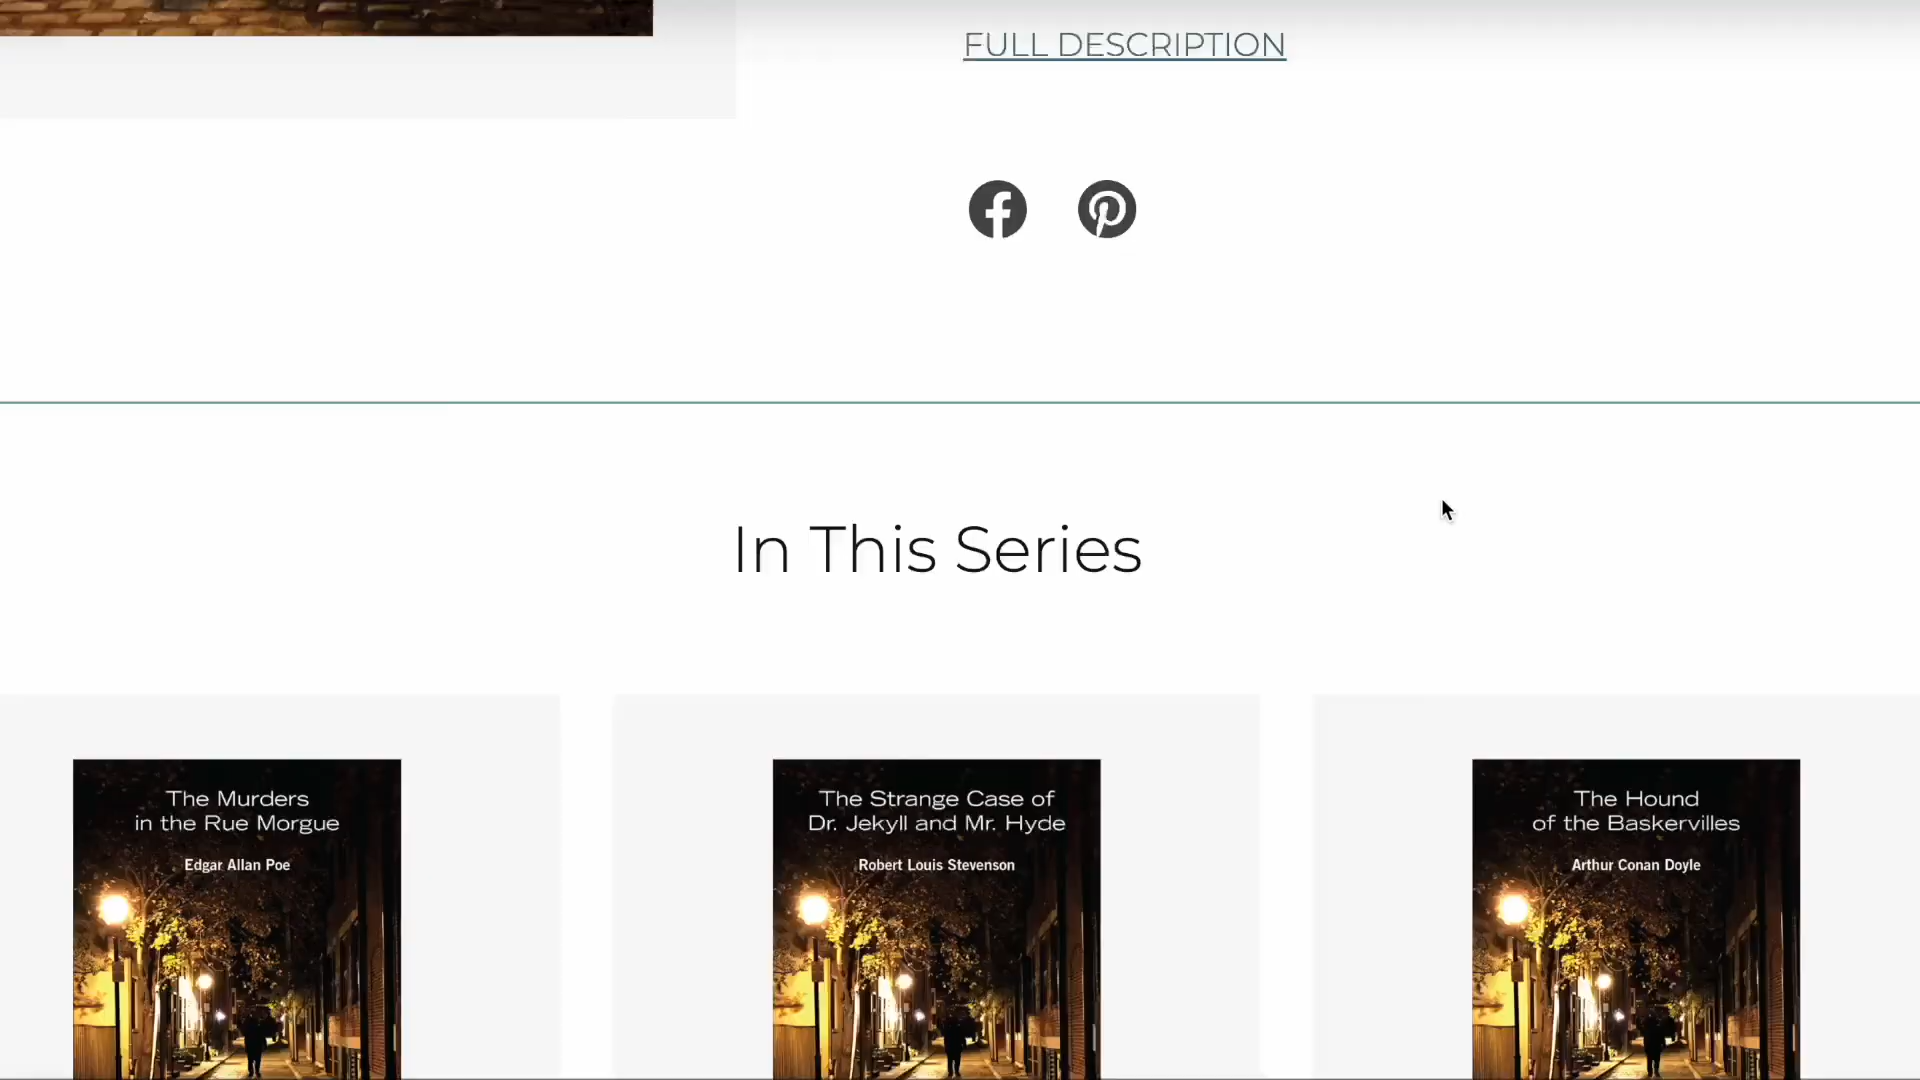 FULL DESCRIPTION
In This Series
The Murders
in the Rue Morgue
Edgar Allan Poe
The Strange Case of
Dr. Jekyll and Mr. Hyde
Robert Louis Stevenson
The Hound
of the Baskervilles
Arthur Conan Doyle